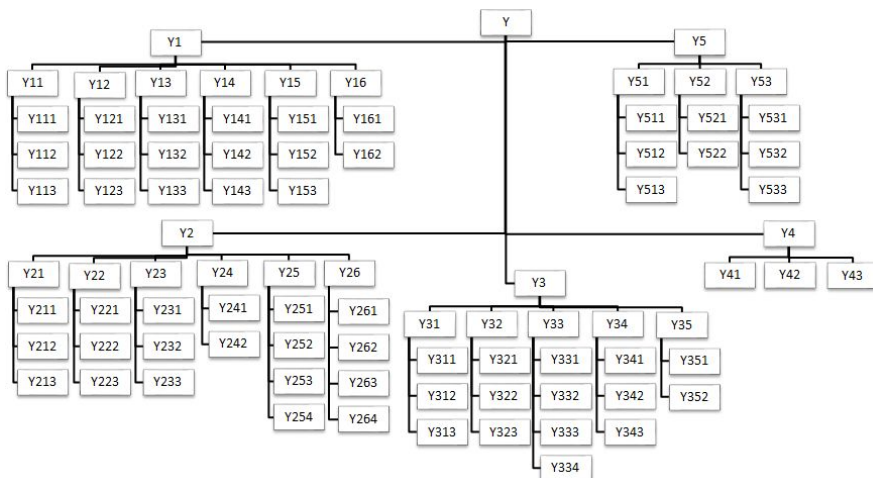 Y
Y1
Y5
Y11 Y12 Y13 Y14 Y15 Y16
Y51 Y52 Y53
Y111 Y121 Y131 Y141 Y151 Y161
Y511 Y521 Y531
Y112 Y122 Y132 Y142 Y152 Y162
Y512 Y522 Y532
Y113 Y123 Y133 Y143 Y153
Y513 Y533
Y2
Y4
Y21 Y22 Y23 Y24 Y25 Y26
Y41 Y42 Y43
Y3
Y211 Y221 Y231 Y241 Y251 Y261
Y31 Y32 Y33 Y34 Y35
Y212 Y222 Y232 Y242 Y252 Y262
Y311 Y321 Y331 Y341 Y351
Y213 Y223 Y233 Y253 Y263
Y312 Y322 Y332 Y342 Y352
Y254 Y264
Y313 Y323 Y333 Y343
Y334